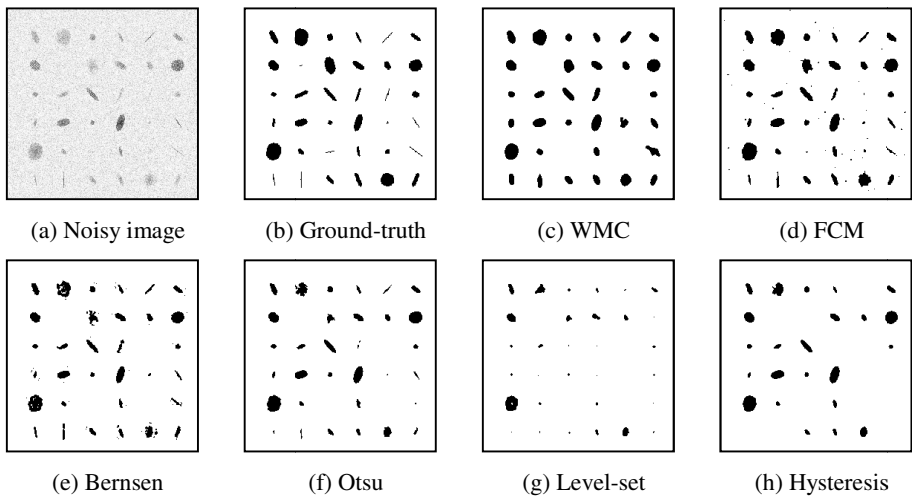 (a) Noisy image (b) Ground-truth (c) WMC (d) FCM
(e) Bernsen (f) Otsu (g) Level-set (h) Hysteresis